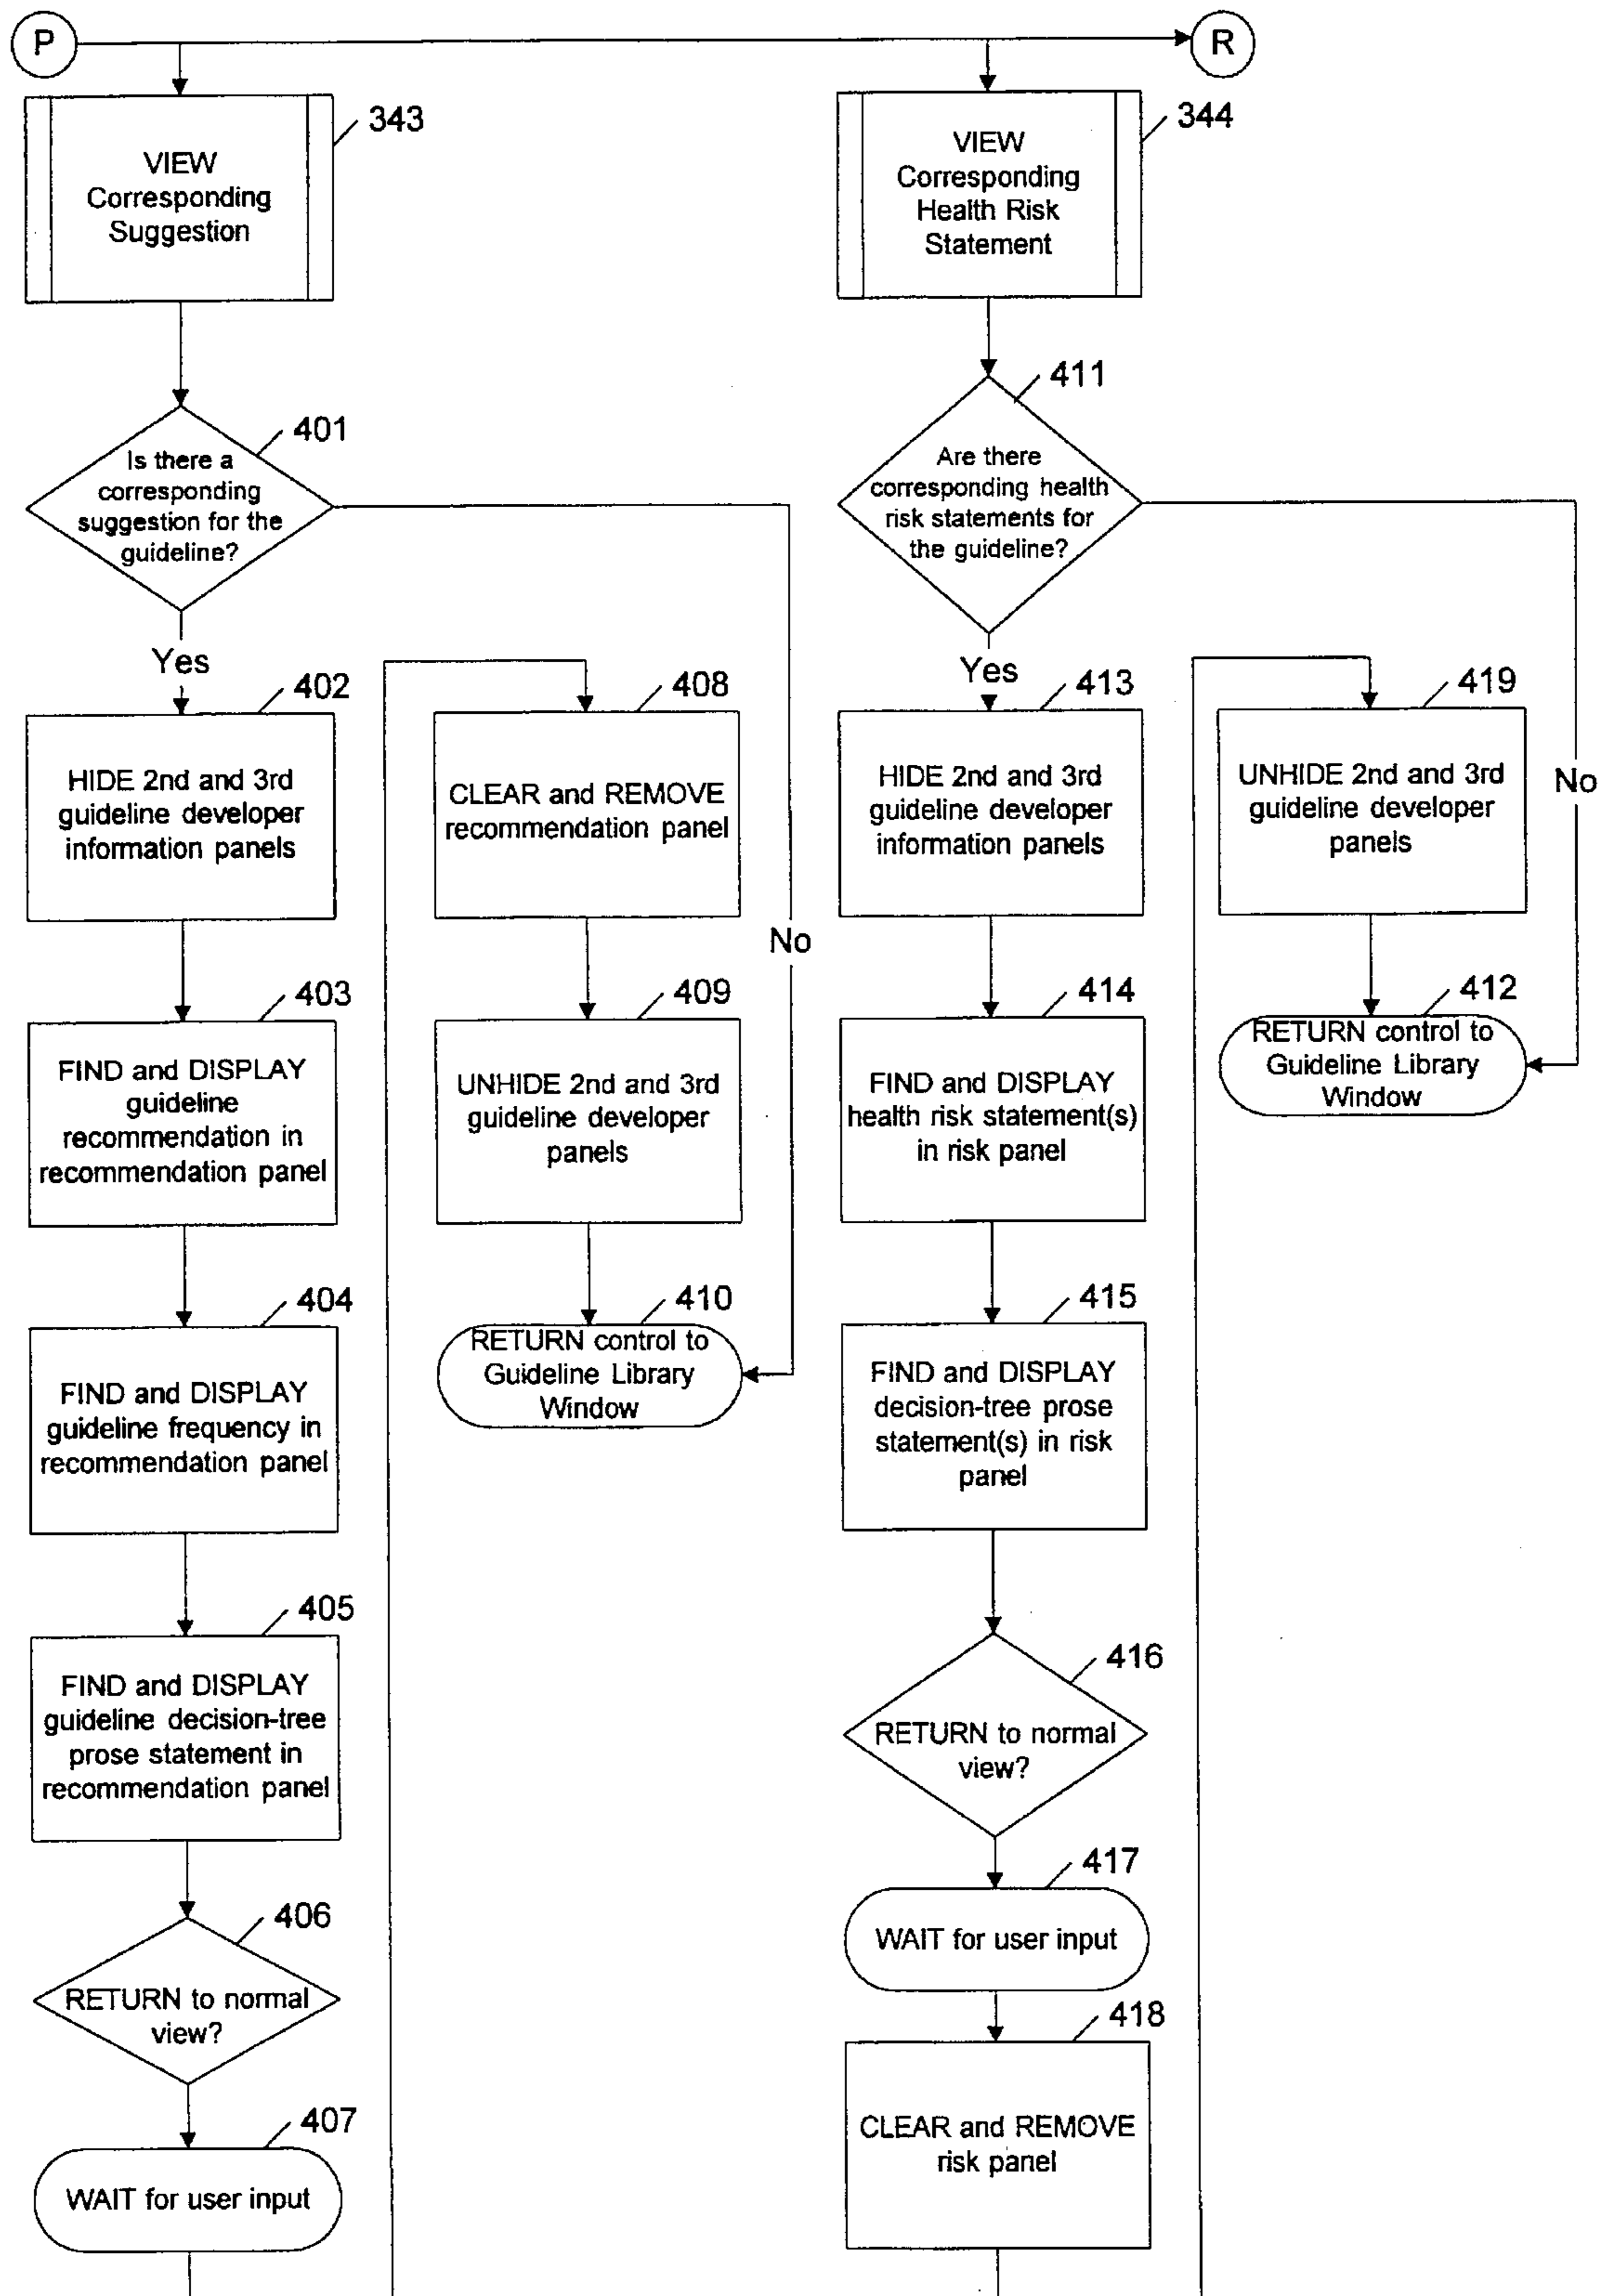 P
R
343
VIEW
Corresponding
Suggestion
401
Is there a
corresponding
suggestion for the
guideline?
Yes
No
402
HIDE 2nd and 3rd
guideline developer
information panels
403
FIND and DISPLAY
guideline
recommendation in
recommendation panel
404
FIND and DISPLAY
guideline frequency in
recommendation panel
405
FIND and DISPLAY
guideline decision-tree
prose statement in
recommendation panel
406
RETURN to normal
view?
407
WAIT for user input
408
CLEAR and REMOVE
recommendation panel
409
UNHIDE 2nd and 3rd
guideline developer
panels
410
RETURN control to
Guideline Library
Window
344
VIEW
Corresponding
Health Risk
Statement
411
Are there
corresponding health
risk statements for
the guideline?
Yes
No
413
HIDE 2nd and 3rd
guideline developer
information panels
414
FIND and DISPLAY
health risk statement(s)
in risk panel
415
FIND and DISPLAY
decision-tree prose
statement(s) in risk
panel
416
RETURN to normal
view?
417
WAIT for user input
418
CLEAR and REMOVE
risk panel
419
UNHIDE 2nd and 3rd
guideline developer
panels
412
RETURN control to
Guideline Library
Window